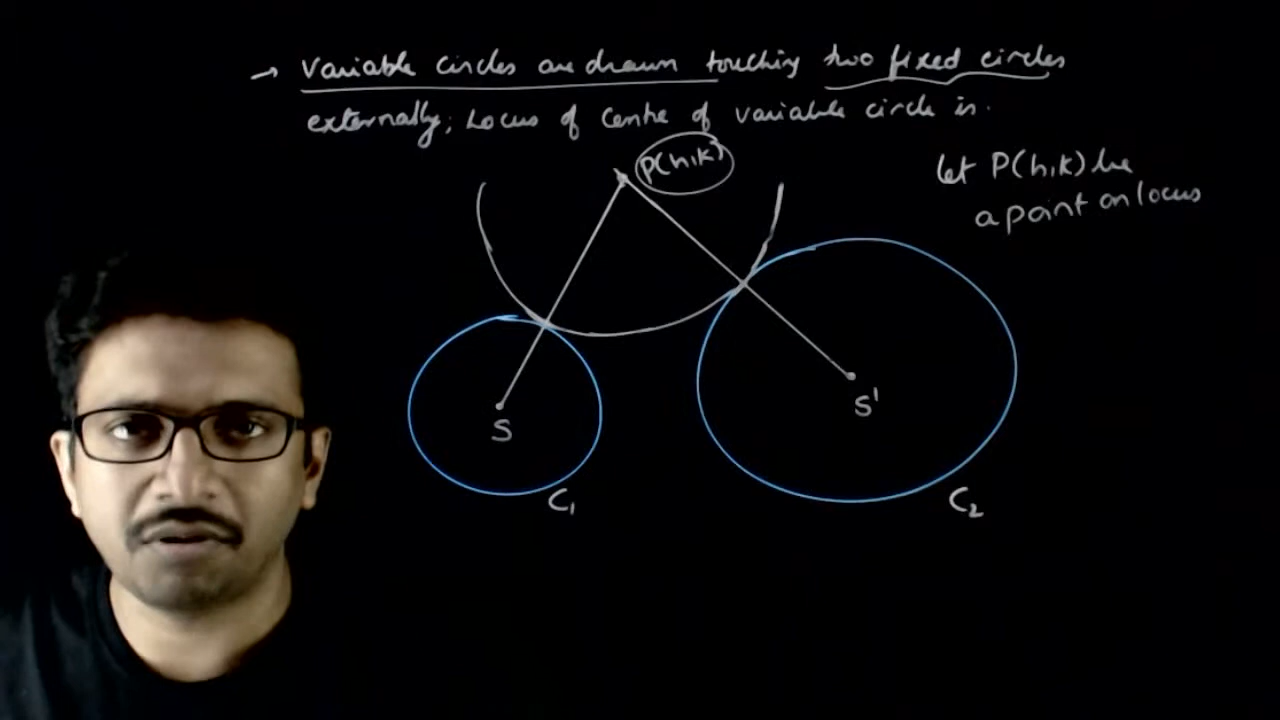 → Variable circles are drawn touching two fixed circles
externally; Locus of centre of variable circle is.
P(h,k)
let P(h,k) be
a point on locus
S
S'
C₁
C₂